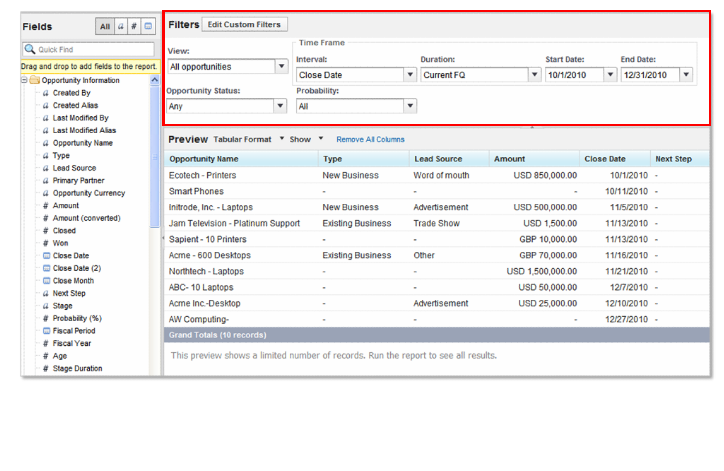 Fields
All a # 
Quick Find
Drag and drop to add fields to the report.
Opportunity Information
a Created By
a Created Alias
a Last Modified By
a Last Modified Alias
a Opportunity Name
a Type
a Lead Source
a Primary Partner
a Opportunity Currency
# Amount
# Amount (converted)
# Closed
# Won
Close Date
Close Date (2)
Close Month
a Next Step
a Stage
# Probability (%)
Fiscal Period
# Fiscal Year
# Age
# Stage Duration
Filters Edit Custom Filters
View:
All opportunities
Time Frame
Interval: Duration: Start Date: End Date:
Close Date Current FQ 10/1/2010 12/31/2010
Opportunity Status: Probability:
Any All
Preview Tabular Format Show Remove All Columns
Opportunity Name Type Lead Source Amount Close Date Next Step
Ecotech - Printers New Business Word of mouth USD 850,000.00 10/1/2010 -
Smart Phones - - - 10/11/2010 -
Initrode, Inc. - Laptops New Business Advertisement USD 500,000.00 11/5/2010 -
Jam Television - Platinum Support Existing Business Trade Show USD 1,500.00 11/13/2010 -
Sapient - 10 Printers - - GBP 10,000.00 11/13/2010 -
Acme - 600 Desktops Existing Business Other GBP 70,000.00 11/16/2010 -
Northtech - Laptops - - USD 1,500,000.00 11/21/2010 -
ABC- 10 Laptops - - USD 50,000.00 12/7/2010 -
Acme Inc.-Desktop - Advertisement USD 25,000.00 12/10/2010 -
AW Computing- - - - 12/27/2010 -
Grand Totals (10 records)
This preview shows a limited number of records. Run the report to see all results.